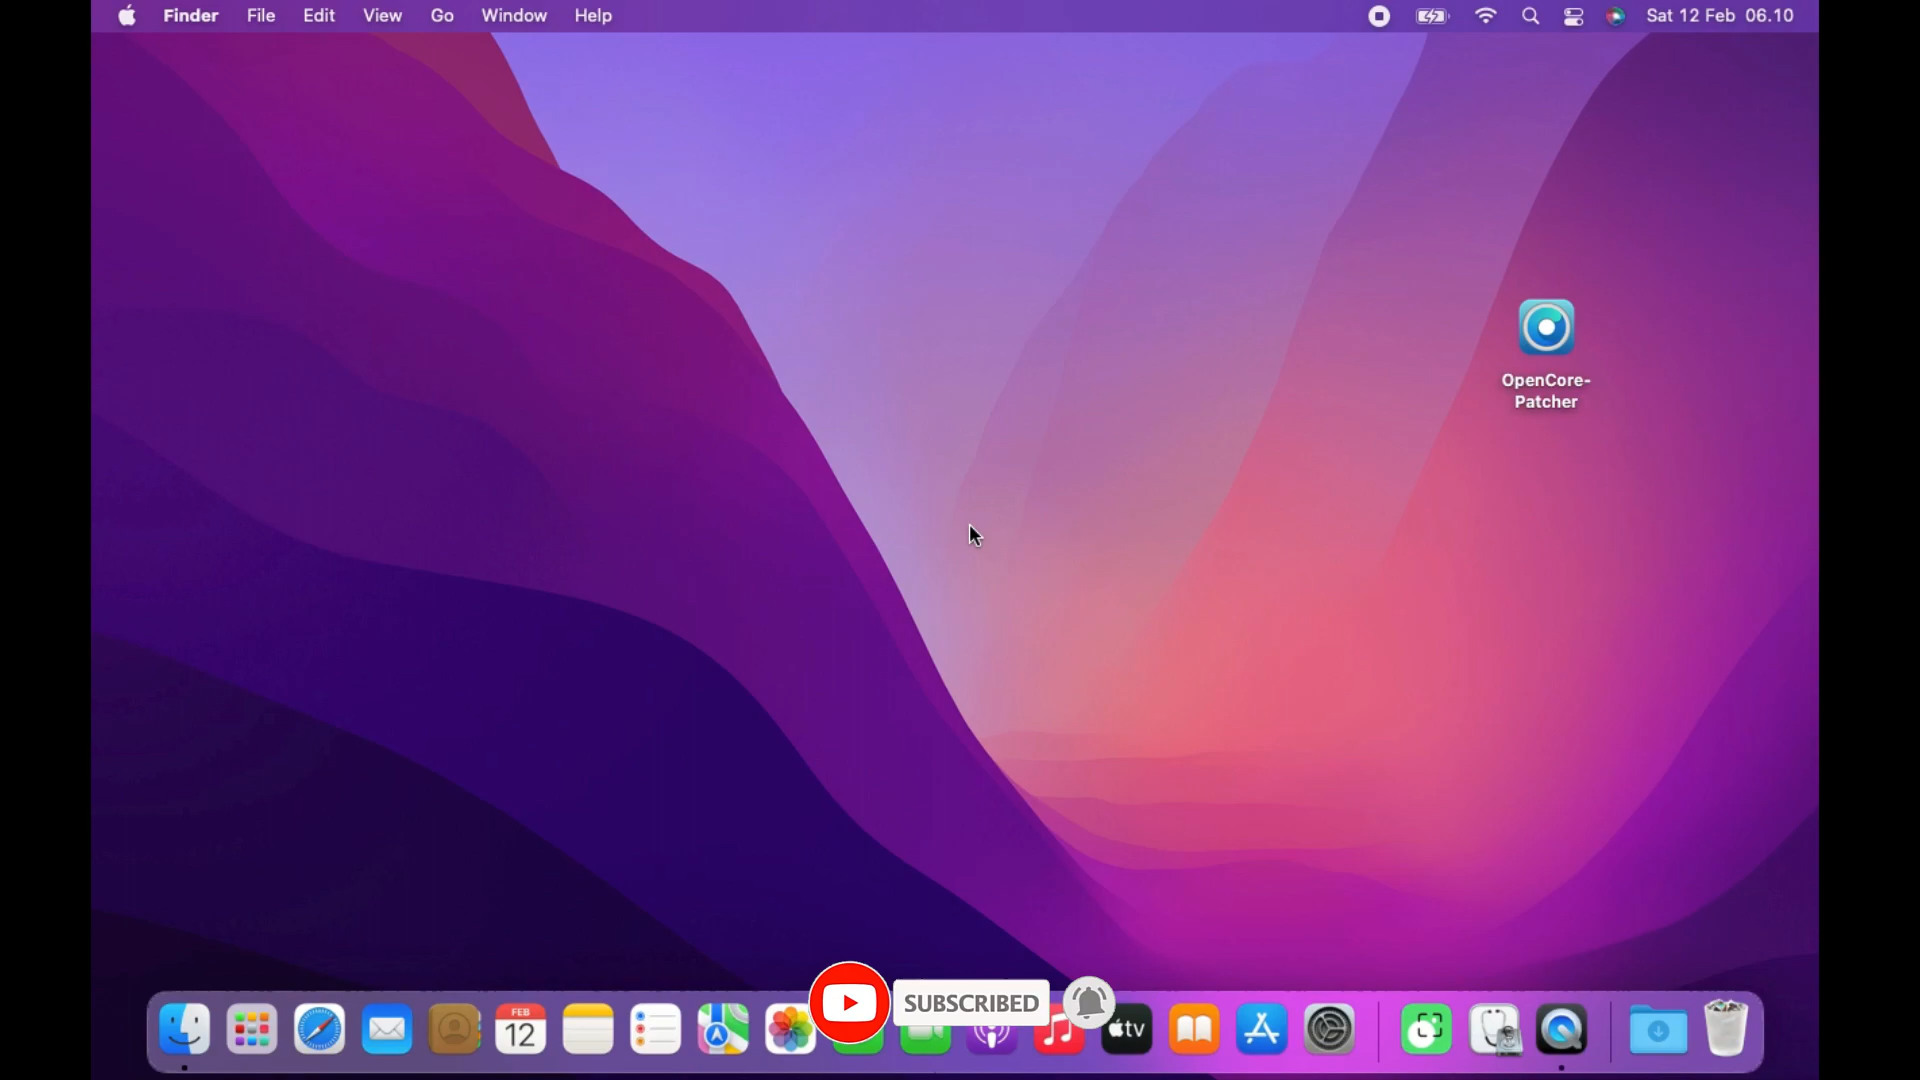 Finder File Edit View Go Window Help Sat 12 Feb 06.10
OpenCore-
Patcher
SUBSCRIBED
FEB
12
tv